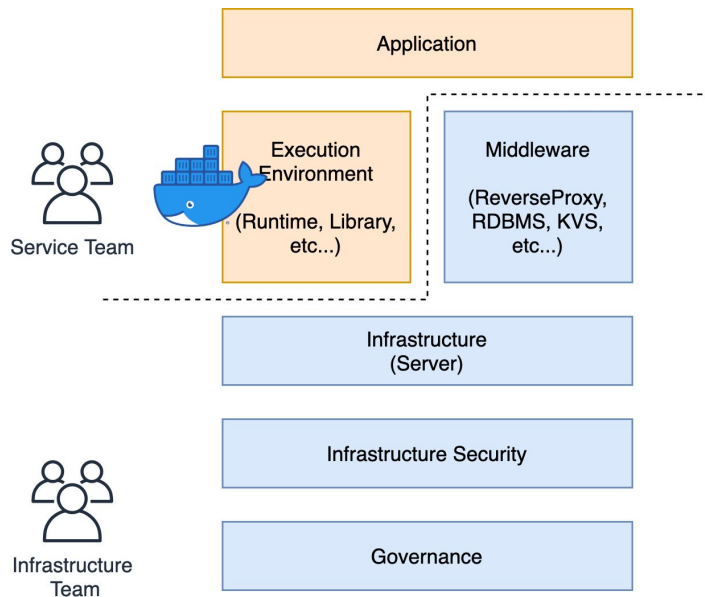 Application
Execution
Environment
(Runtime, Library,
etc...)
Middleware
(ReverseProxy,
RDBMS, KVS,
etc...)
Service Team
Infrastructure
(Server)
Infrastructure Security
Governance
Infrastructure
Team